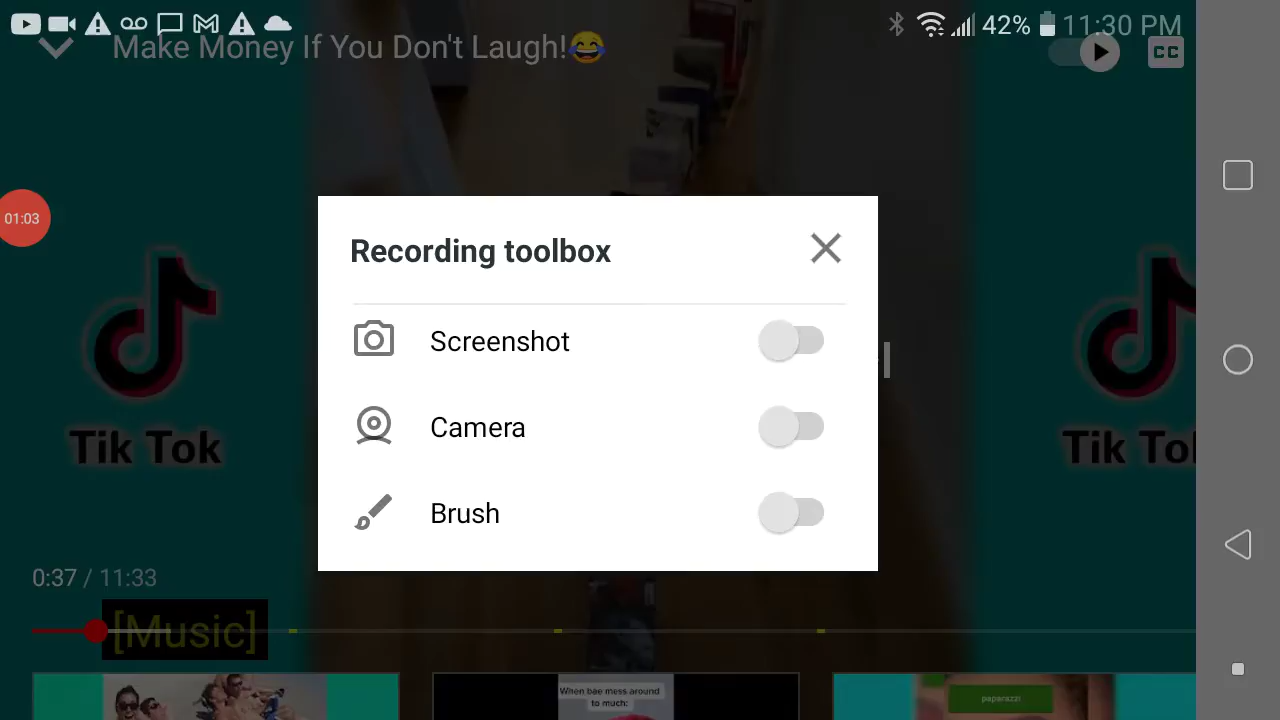 42% 11:30 PM
Make Money If You Don't Laugh!😂
CC
01:03
Recording toolbox
Screenshot
Camera
Brush
Tik Tok
Tik Tok
0:37 / 11:33
[Music]
When bae mess around
to much:
paparazzi